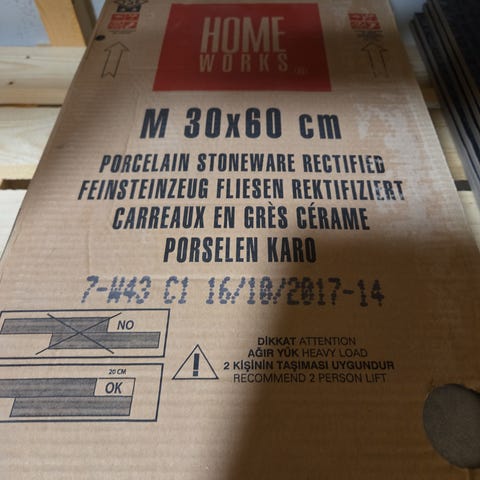 HOME
WORKS
M 30x60 cm
PORCELAIN STONEWARE RECTIFIED
FEINSTEINZEUG FLIESEN REKTIFIZIERT
CARREAUX EN GRÈS CÉRAME
PORSELEN KARO
7-W43 C1 16/10/2017-14
NO
20 CM
OK
DİKKAT ATTENTION
AĞIR YÜK HEAVY LOAD
2 KİŞİNİN TAŞIMASI UYGUNDUR
RECOMMEND 2 PERSON LIFT